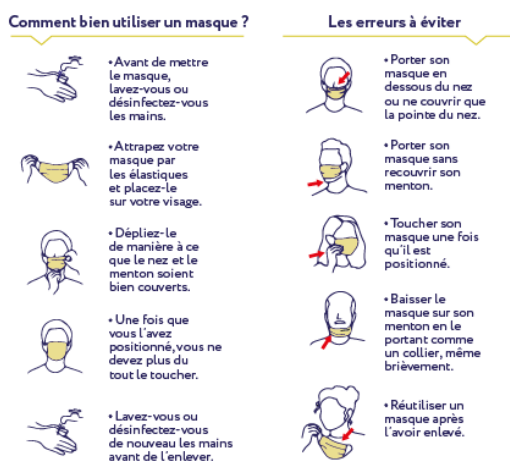 Comment bien utiliser un masque ?
• Avant de mettre
le masque,
lavez-vous ou
désinfectez-vous
les mains.
• Attrapez votre
masque par
les élastiques
et placez-le
sur votre visage.
• Dépliez-le
de manière à ce
que le nez et le
menton soient
bien couverts.
• Une fois que
vous l'avez
positionné, vous ne
devez plus du
tout le toucher.
• Lavez-vous ou
désinfectez-vous
de nouveau les mains
avant de l'enlever.
Les erreurs à éviter
• Porter son
masque en
dessous du nez
ou ne couvrir que
la pointe du nez.
• Porter son
masque sans
recouvrir son
menton.
• Toucher son
masque une fois
qu'il est
positionné.
• Baisser le
masque sur son
menton en le
portant comme
un collier, même
brièvement.
• Réutiliser un
masque après
l'avoir enlevé.